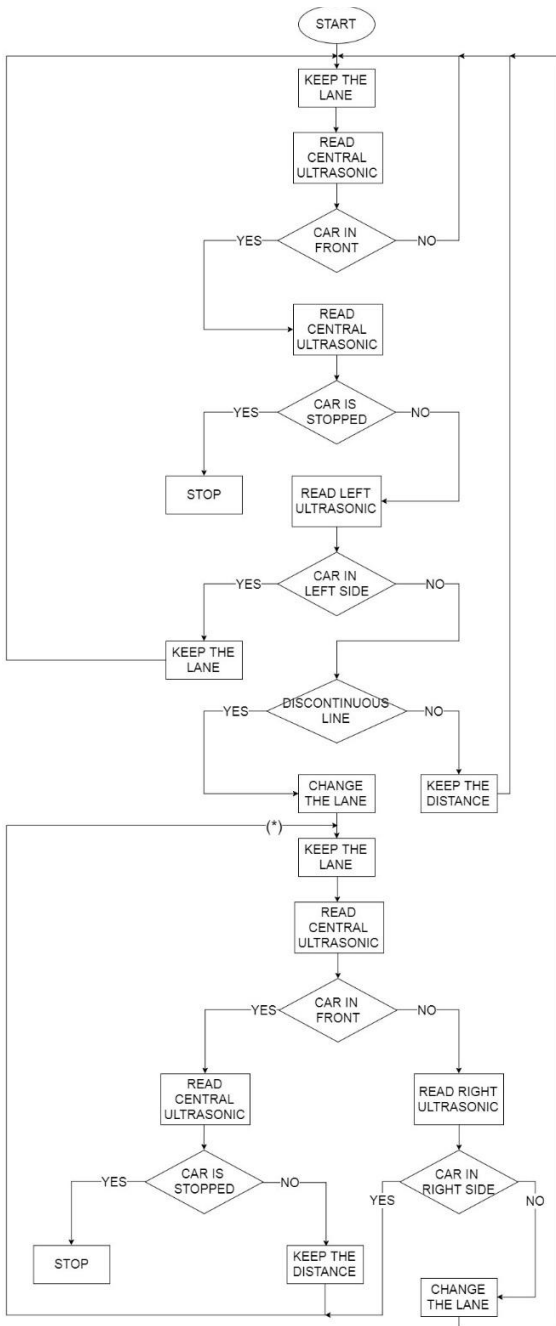 START
KEEP THE
LANE
READ
CENTRAL
ULTRASONIC
CAR IN
FRONT
YES
NO
READ
CENTRAL
ULTRASONIC
CAR IS
STOPPED
YES
NO
STOP
READ LEFT
ULTRASONIC
CAR IN
LEFT SIDE
YES
NO
KEEP THE
LANE
DISCONTINUOUS
LINE
YES
NO
CHANGE
THE LANE
KEEP THE
DISTANCE
(*)
KEEP THE
LANE
READ
CENTRAL
ULTRASONIC
CAR IN
FRONT
YES
NO
READ
CENTRAL
ULTRASONIC
READ RIGHT
ULTRASONIC
CAR IS
STOPPED
YES
NO
CAR IN
RIGHT SIDE
YES
NO
STOP
KEEP THE
DISTANCE
CHANGE
THE LANE